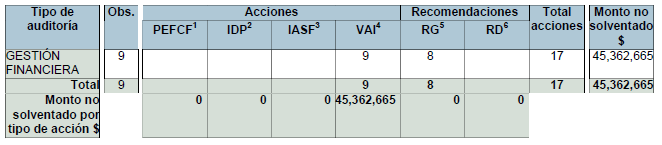 Tipo de auditoría Obs. Acciones Recomendaciones Total acciones Monto no solventado $
PEFCF1 IDP2 IASF3 VAI4 RG5 RD6
GESTIÓN FINANCIERA 9 9 8 17 45,362,665
Total 9 9 8 17 45,362,665
Monto no solventado por tipo de acción $ 0 0 0 45,362,665 0 0